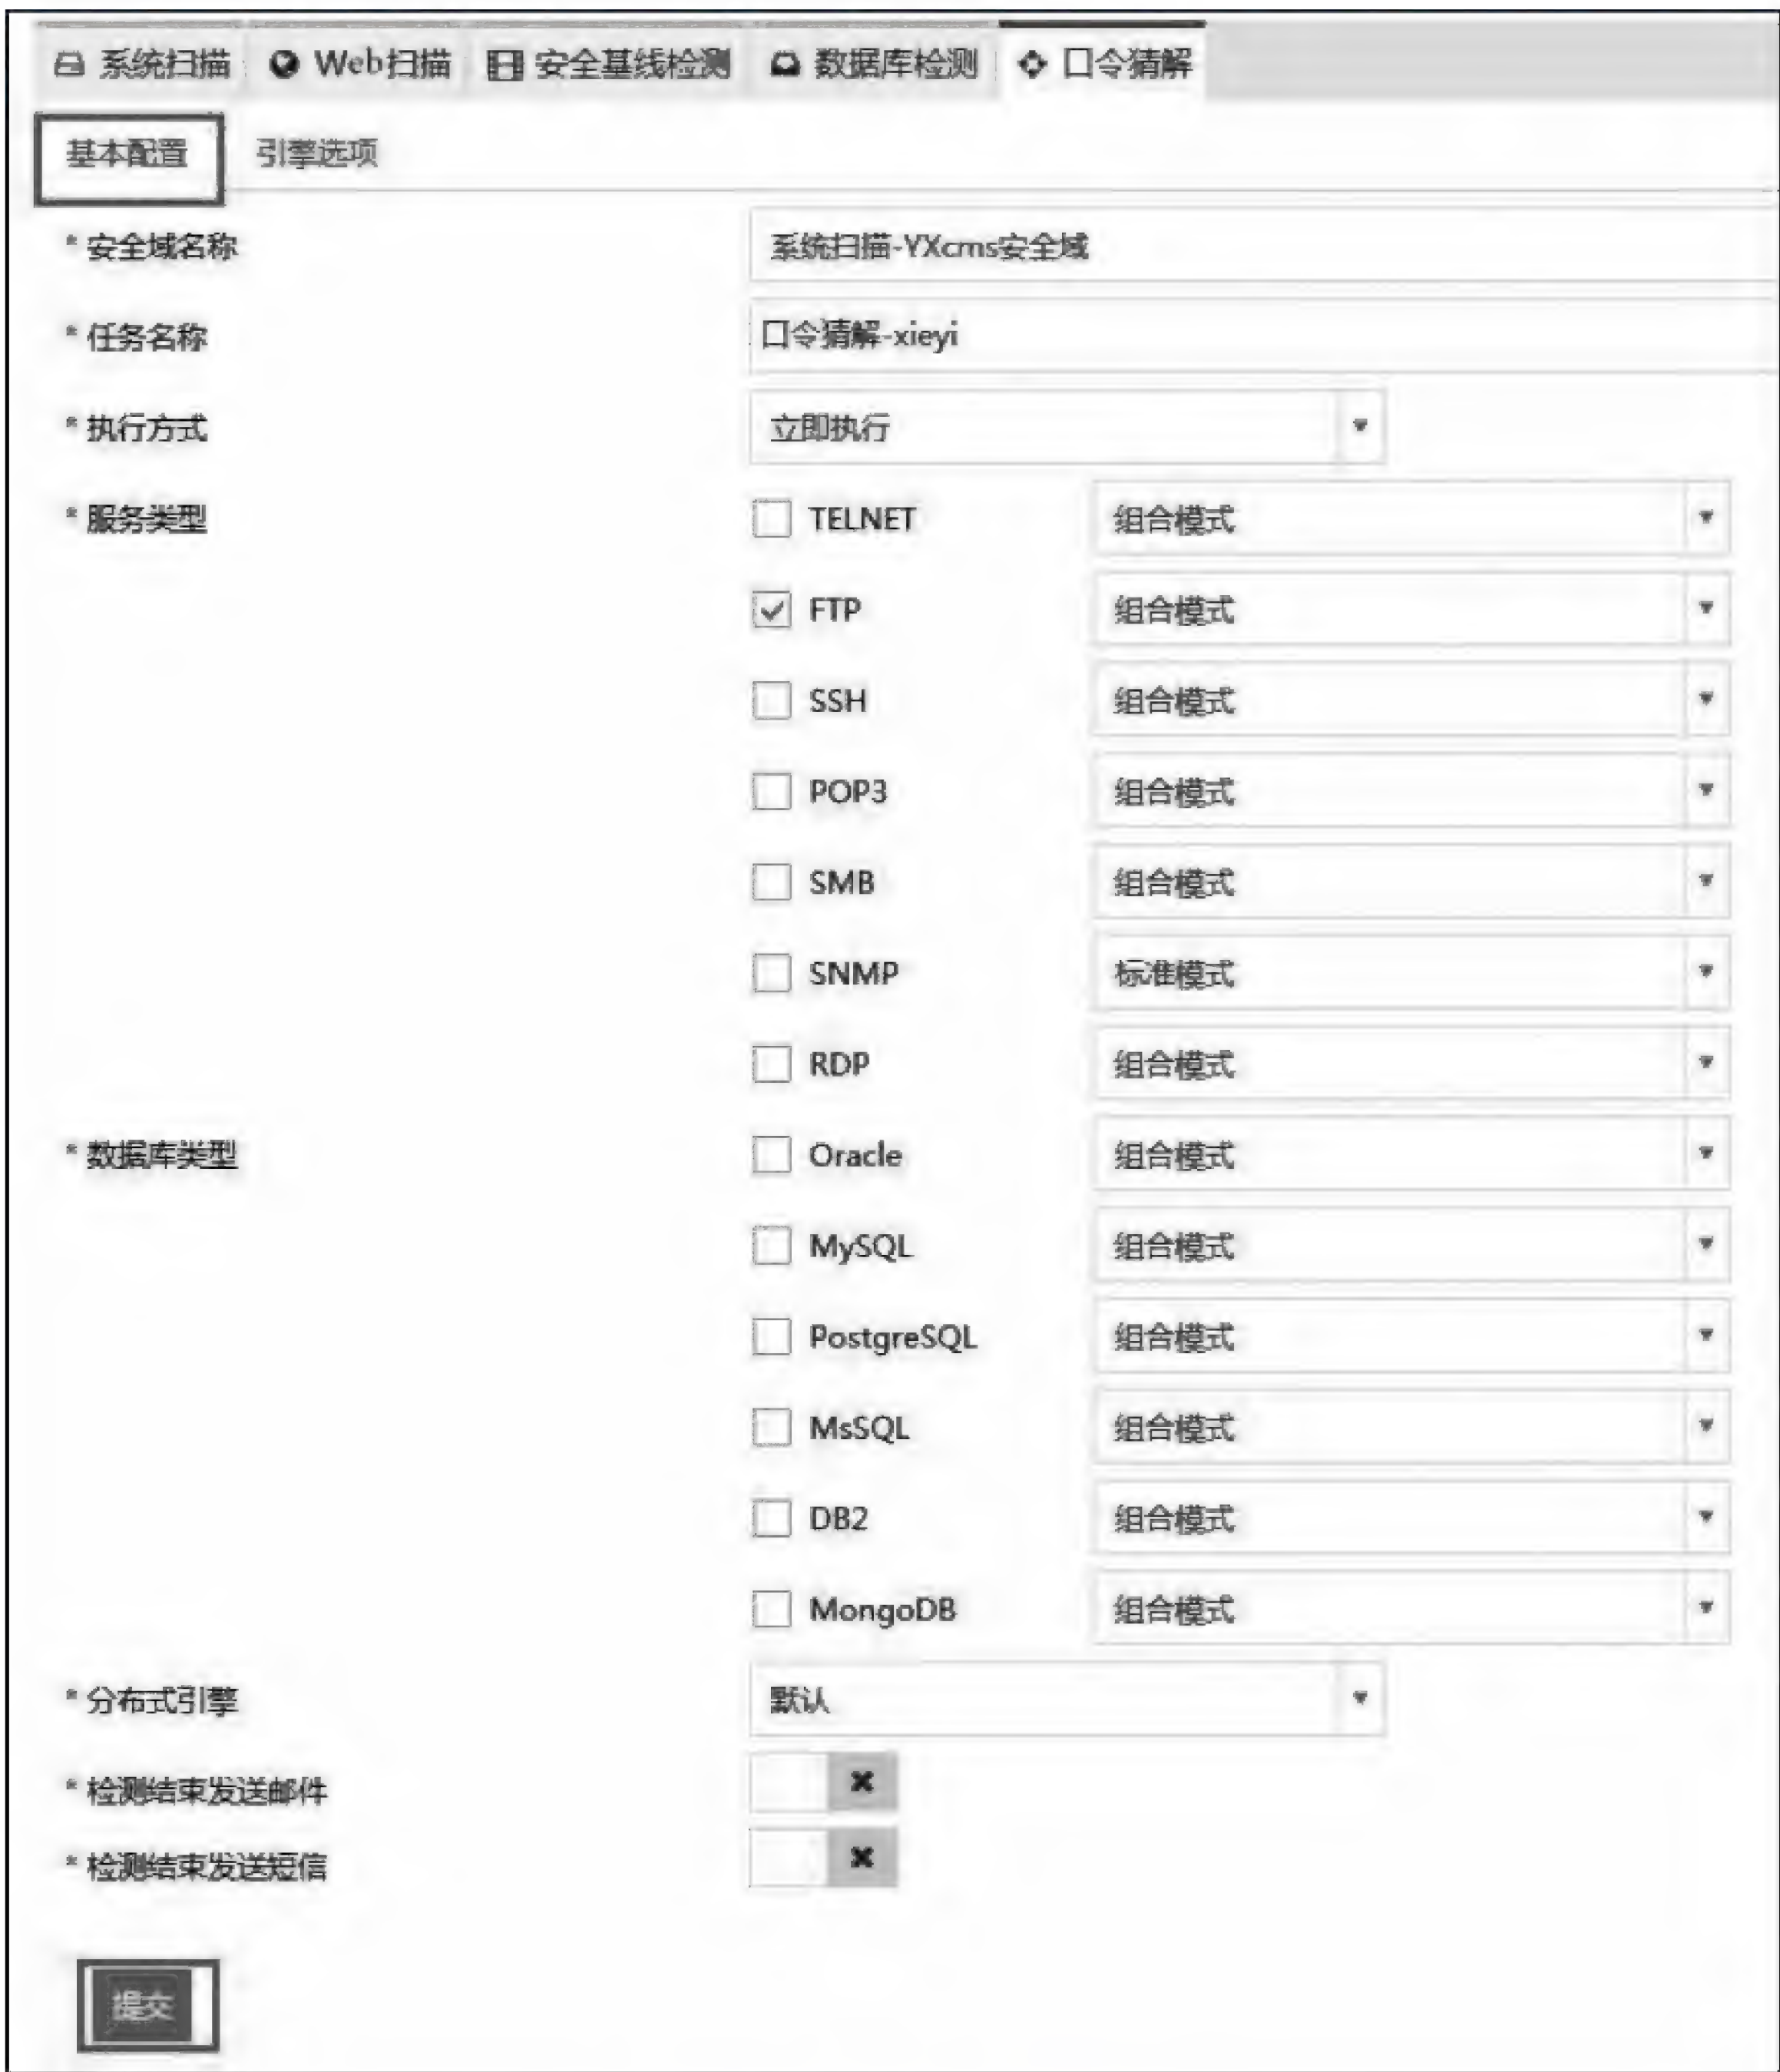 系统扫描 Web扫描 安全基线检测 数据库检测 口令猜解
基本配置 引擎选项
* 安全域名称 系统扫描-YXcms安全域
* 任务名称 口令猜解-xieyi
* 执行方式 立即执行
* 服务类型 TELNET 组合模式
FTP 组合模式
SSH 组合模式
POP3 组合模式
SMB 组合模式
SNMP 标准模式
RDP 组合模式
* 数据库类型 Oracle 组合模式
MySQL 组合模式
PostgreSQL 组合模式
MsSQL 组合模式
DB2 组合模式
MongoDB 组合模式
* 分布式引擎 默认
* 检测结束发送邮件
* 检测结束发送短信
提交